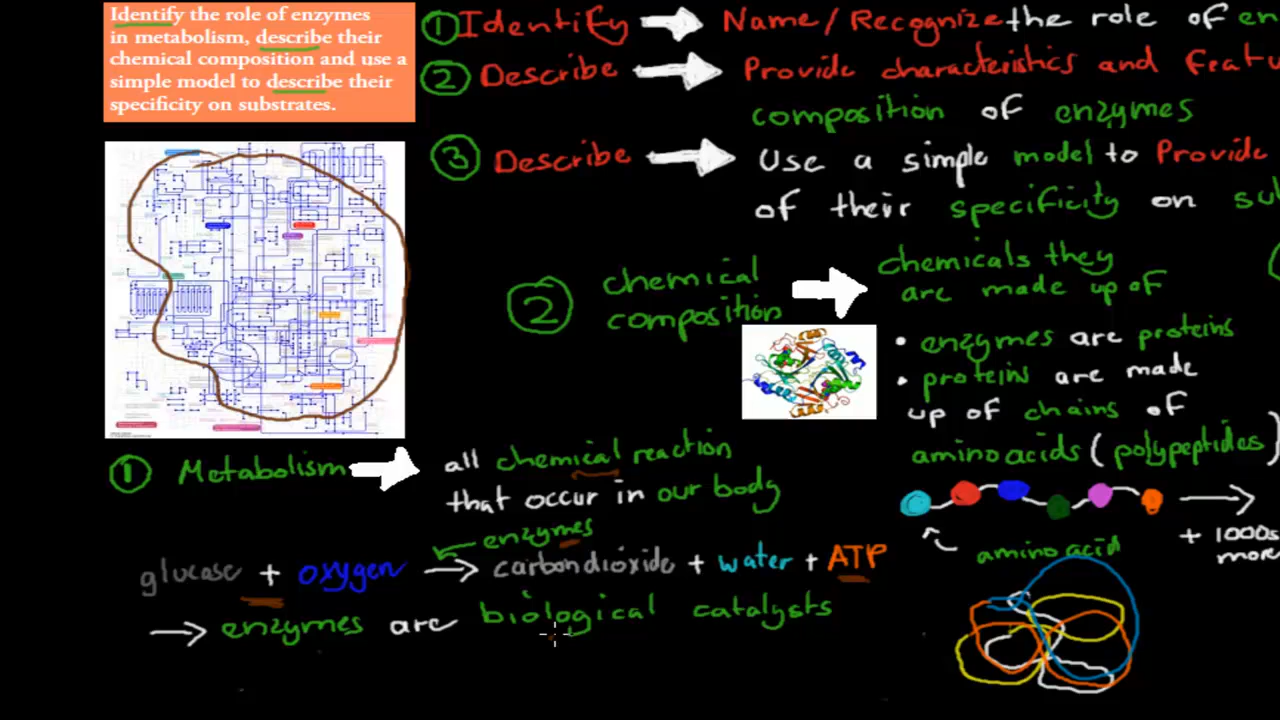 Identify the role of enzymes
in metabolism, describe their
chemical composition and use a
simple model to describe their
specificity on substrates.
1 Identify → Name/Recognize the role of en
2 Describe → Provide characteristics and featu
composition of enzymes
3 Describe → Use a simple model to Provide
of their specificity on su
2 chemical composition → chemicals they
are made up of
• enzymes are proteins
• proteins are made
up of chains of
amino acids (polypeptides)
+ 1000s
more
amino acid
1 Metabolism → all chemical reaction
that occur in our body
enzymes
glucose + oxygen → carbondioxide + water + ATP
→ enzymes are biological catalysts